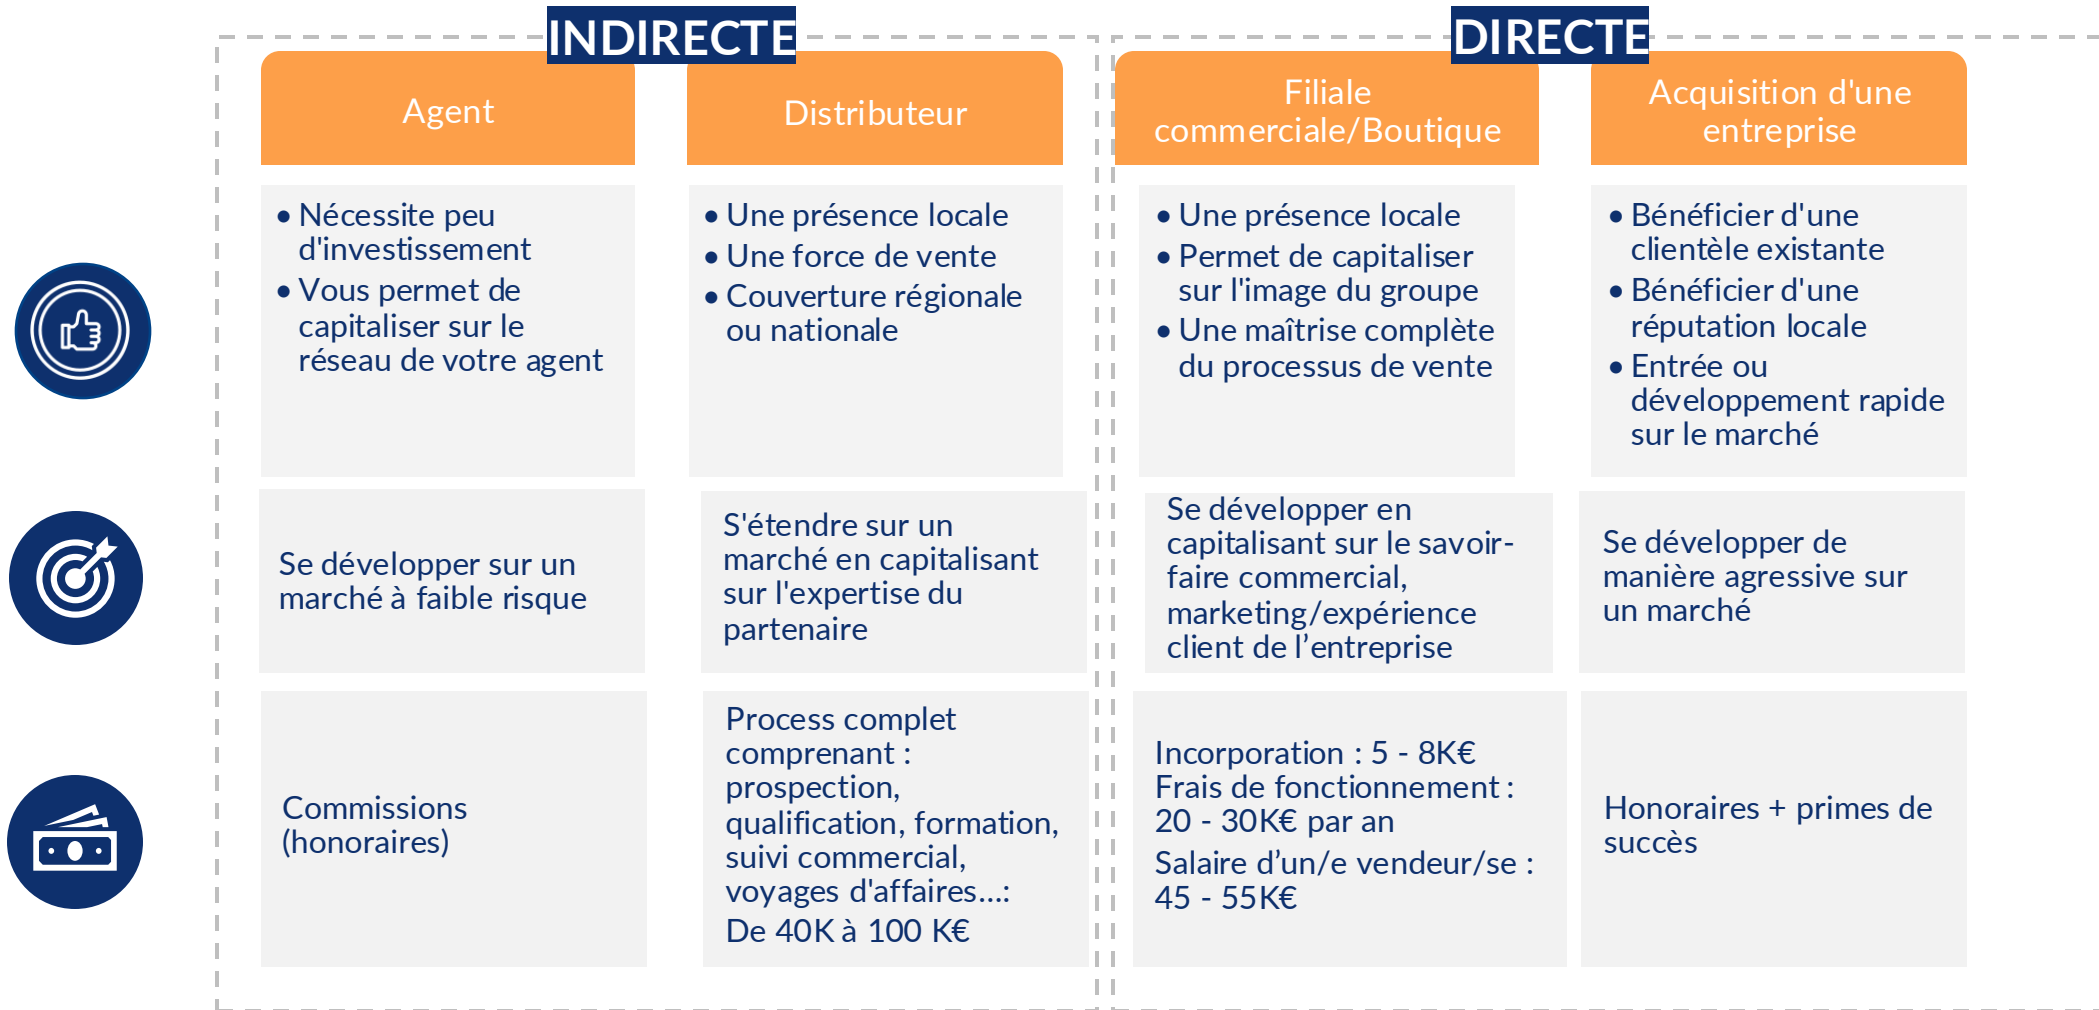 INDIRECTE
DIRECTE
Agent
Distributeur
Filiale
commerciale/Boutique
Acquisition d'une
entreprise
• Nécessite peu
d'investissement
• Vous permet de
capitaliser sur le
réseau de votre agent
• Une présence locale
• Une force de vente
• Couverture régionale
ou nationale
• Une présence locale
• Permet de capitaliser
sur l'image du groupe
• Une maîtrise complète
du processus de vente
• Bénéficier d'une
clientèle existante
• Bénéficier d'une
réputation locale
• Entrée ou
développement rapide
sur le marché
Se développer sur un
marché à faible risque
S'étendre sur un
marché en capitalisant
sur l'expertise du
partenaire
Se développer en
capitalisant sur le savoir-
faire commercial,
marketing/expérience
client de l’entreprise
Se développer de
manière agressive sur
un marché
Commissions
(honoraires)
Process complet
comprenant :
prospection,
qualification, formation,
suivi commercial,
voyages d'affaires...:
De 40K à 100 K€
Incorporation : 5 - 8K€
Frais de fonctionnement :
20 - 30K€ par an
Salaire d’un/e vendeur/se :
45 - 55K€
Honoraires + primes de
succès